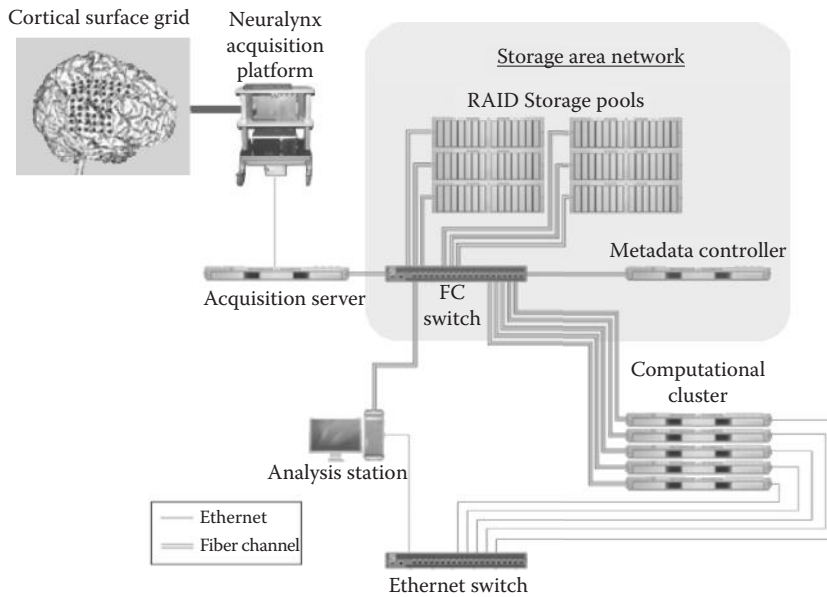 Cortical surface grid
Neuralynx
acquisition
platform
Storage area network
RAID Storage pools
Acquisition server
FC
switch
Metadata controller
Computational
cluster
Analysis station
Ethernet
Fiber channel
Ethernet switch